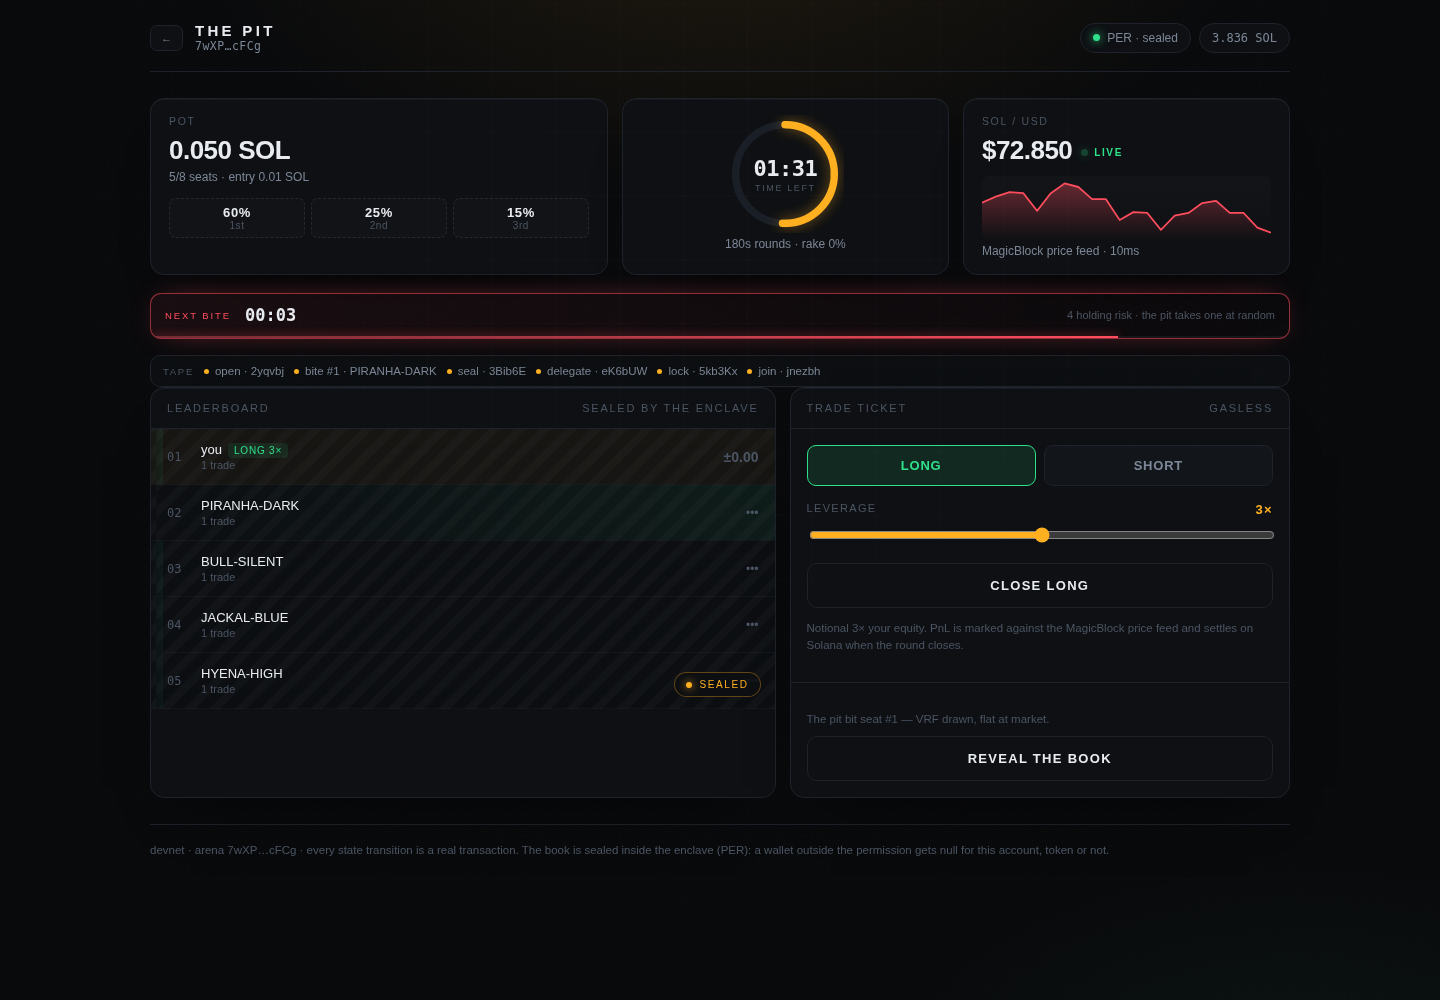 ←
THE PIT
7wXP…cFCg
PER · sealed
3.836 SOL
POT
0.050 SOL
5/8 seats · entry 0.01 SOL
60%
1st
25%
2nd
15%
3rd
01:31
TIME LEFT
180s rounds · rake 0%
SOL / USD
$72.850 LIVE
MagicBlock price feed · 10ms
NEXT BITE 00:03
4 holding risk · the pit takes one at random
TAPE open · 2yqvbj bite #1 · PIRANHA-DARK seal · 3Bib6E delegate · eK6bUW lock · 5kb3Kx join · jnezbh
LEADERBOARD
SEALED BY THE ENCLAVE
01
you LONG 3×
1 trade
±0.00
02
PIRANHA-DARK
1 trade
•••
03
BULL-SILENT
1 trade
•••
04
JACKAL-BLUE
1 trade
•••
05
HYENA-HIGH
1 trade
SEALED
TRADE TICKET
GASLESS
LONG
SHORT
LEVERAGE
3×
CLOSE LONG
Notional 3× your equity. PnL is marked against the MagicBlock price feed and settles on
Solana when the round closes.
The pit bit seat #1 — VRF drawn, flat at market.
REVEAL THE BOOK
devnet · arena 7wXP…cFCg · every state transition is a real transaction. The book is sealed inside the enclave (PER): a wallet outside the permission gets null for this account, token or not.